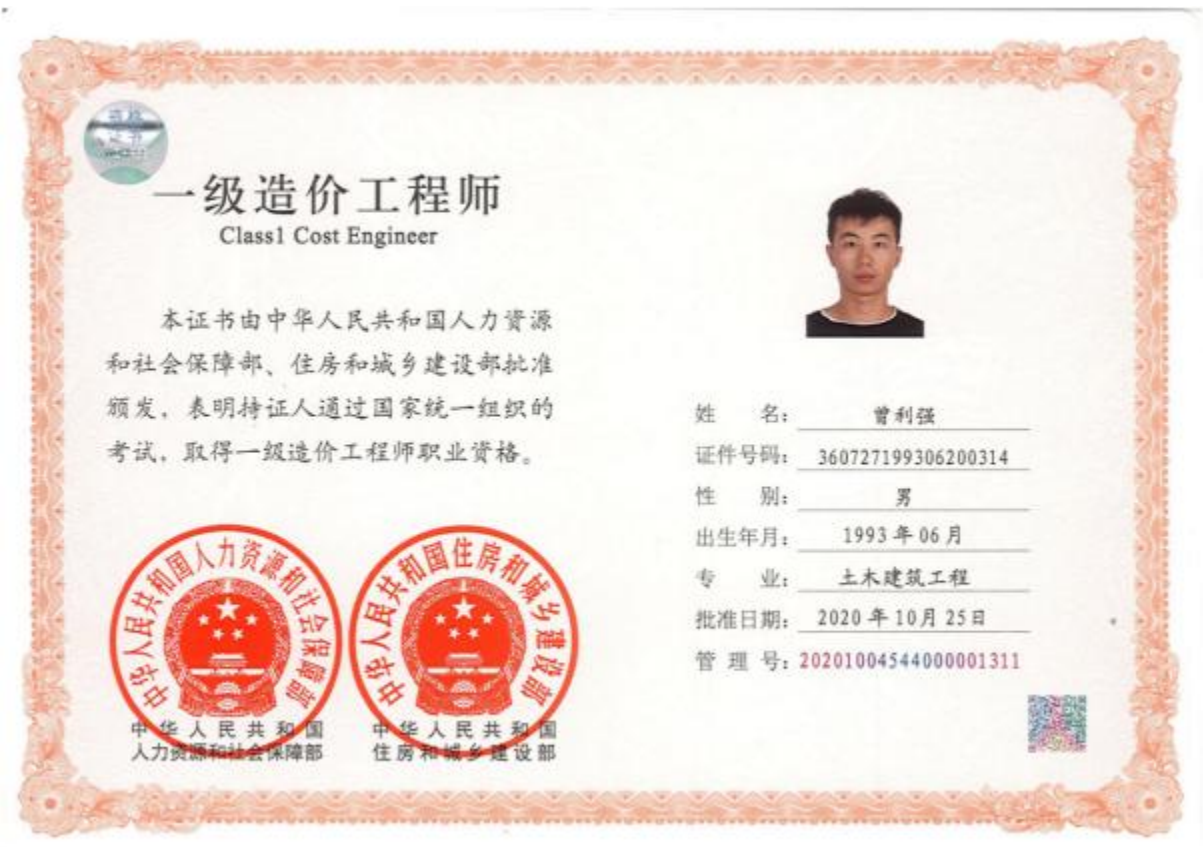 资格
证书
一级造价工程师
Class1 Cost Engineer
本证书由中华人民共和国人力资源
和社会保障部、住房和城乡建设部批准
颁发，表明持证人通过国家统一组织的
考试，取得一级造价工程师职业资格。
中华人民共和国人力资源和社会保障部
中华人民共和国住房和城乡建设部
中华人民共和国
人力资源和社会保障部
中华人民共和国
住房和城乡建设部
姓 名： 曾利强
证件号码： 360727199306200314
性 别： 男
出生年月： 1993年06月
专 业： 土木建筑工程
批准日期： 2020年10月25日
管 理 号：20201004544000001311